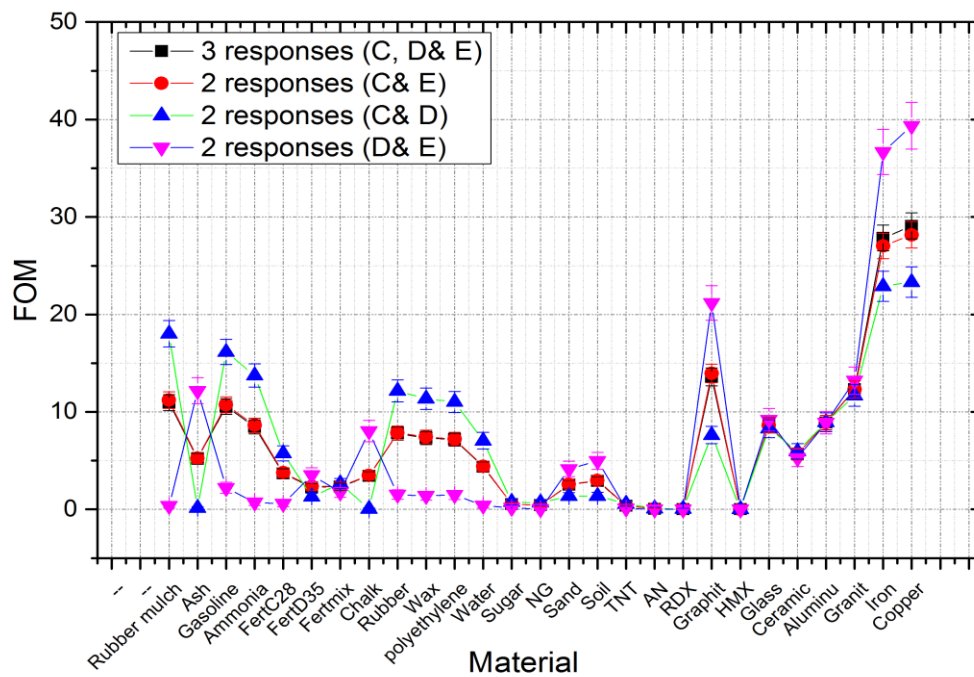 50
40
30
20
10
0
FOM
3 responses (C, D& E)
2 responses (C& E)
2 responses (C& D)
2 responses (D& E)
--
--
Rubber mulch
Ash
Gasoline
Ammonia
FertC28
FertD35
Fertmix
Chalk
Rubber
Wax
polyethylene
Water
Sugar
NG
Sand
Soil
TNT
AN
RDX
Graphit
HMX
Glass
Ceramic
Aluminu
Granit
Iron
Copper
Material